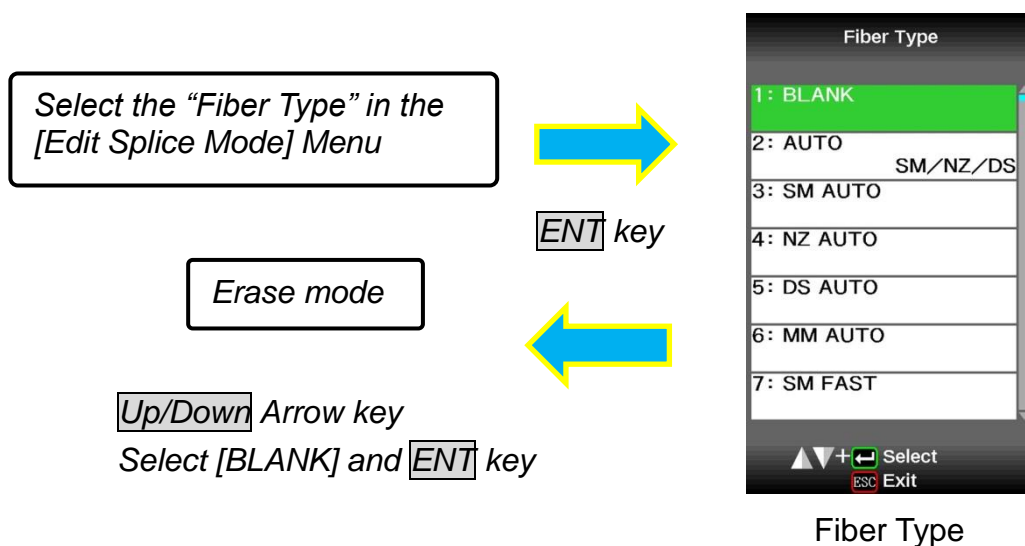 Select the “Fiber Type” in the
[Edit Splice Mode] Menu
ENT key
Erase mode
Up/Down Arrow key
Select [BLANK] and ENT key
Fiber Type
1: BLANK
2: AUTO
SM/NZ/DS
3: SM AUTO
4: NZ AUTO
5: DS AUTO
6: MM AUTO
7: SM FAST
+ Select
ESC Exit
Fiber Type